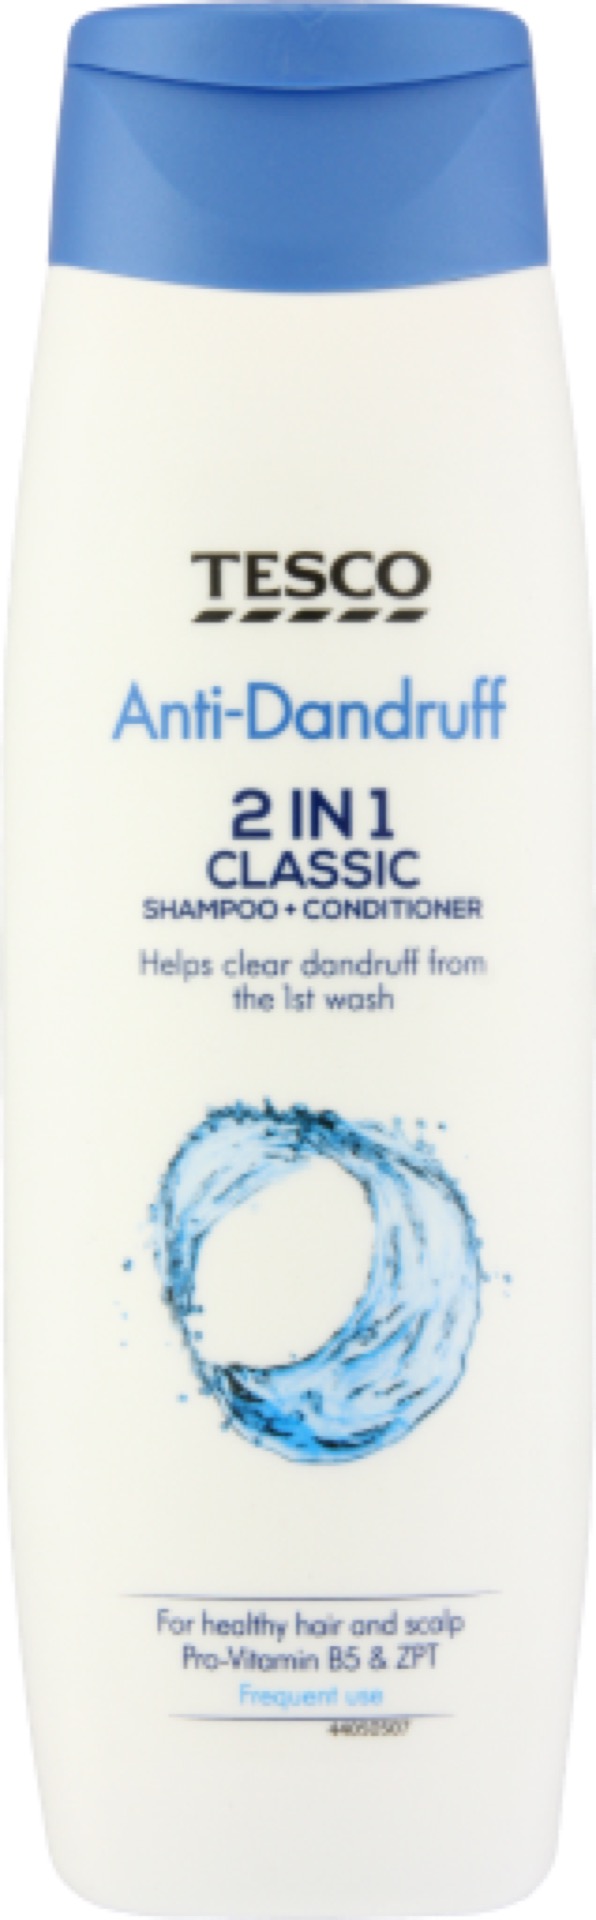 TESCO
Anti-Dandruff
2 IN 1
CLASSIC
SHAMPOO + CONDITIONER
Helps clear dandruff from
the 1st wash
For healthy hair and scalp
Pro-Vitamin B5 & ZPT
Frequent use